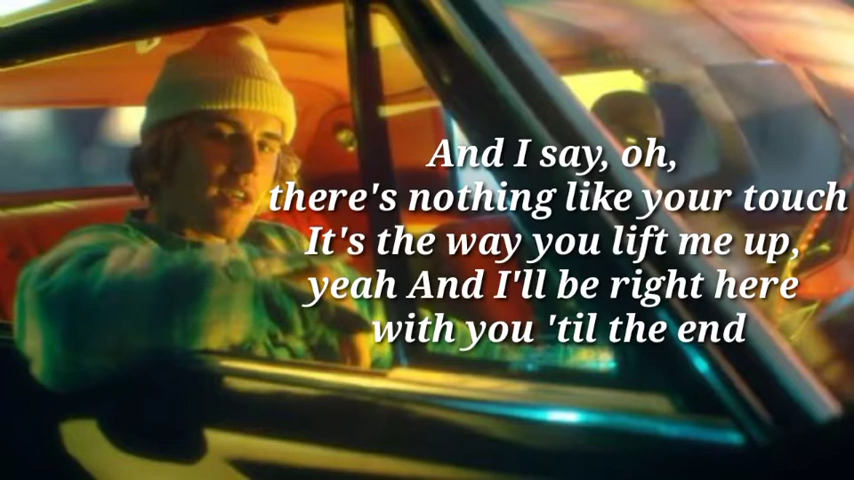 And I say, oh,
there's nothing like your touch
It's the way you lift me up,
yeah And I'll be right here
with you 'til the end